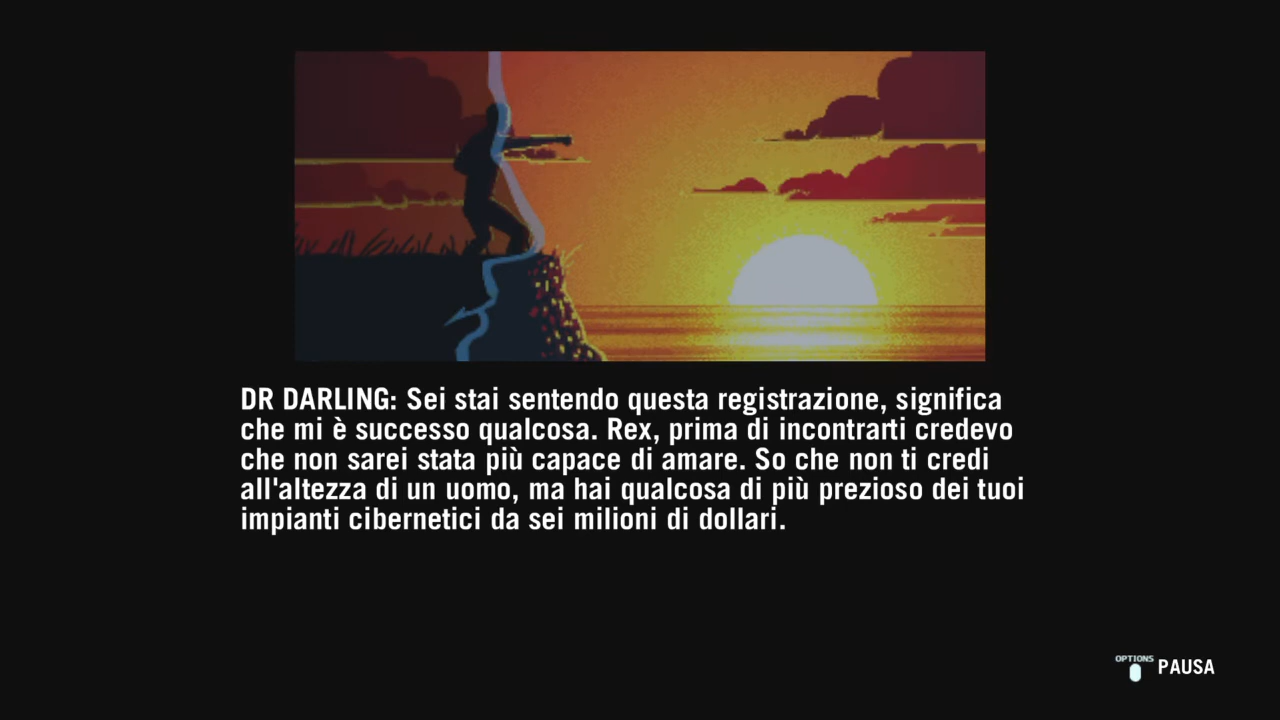 DR DARLING: Sei stai sentendo questa registrazione, significa
che mi è successo qualcosa. Rex, prima di incontrarti credevo
che non sarei stata più capace di amare. So che non ti credi
all'altezza di un uomo, ma hai qualcosa di più prezioso dei tuoi
impianti cibernetici da sei milioni di dollari.
OPTIONS PAUSA